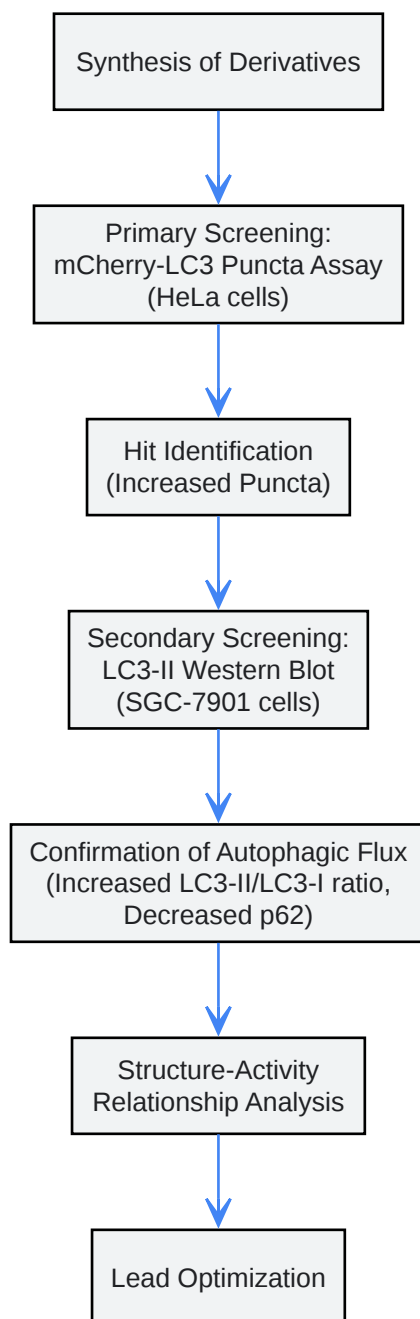 Synthesis of Derivatives
Primary Screening:
mCherry-LC3 Puncta Assay
(HeLa cells)
Hit Identification
(Increased Puncta)
Secondary Screening:
LC3-II Western Blot
(SGC-7901 cells)
Confirmation of Autophagic Flux
(Increased LC3-II/LC3-I ratio,
Decreased p62)
Structure-Activity
Relationship Analysis
Lead Optimization